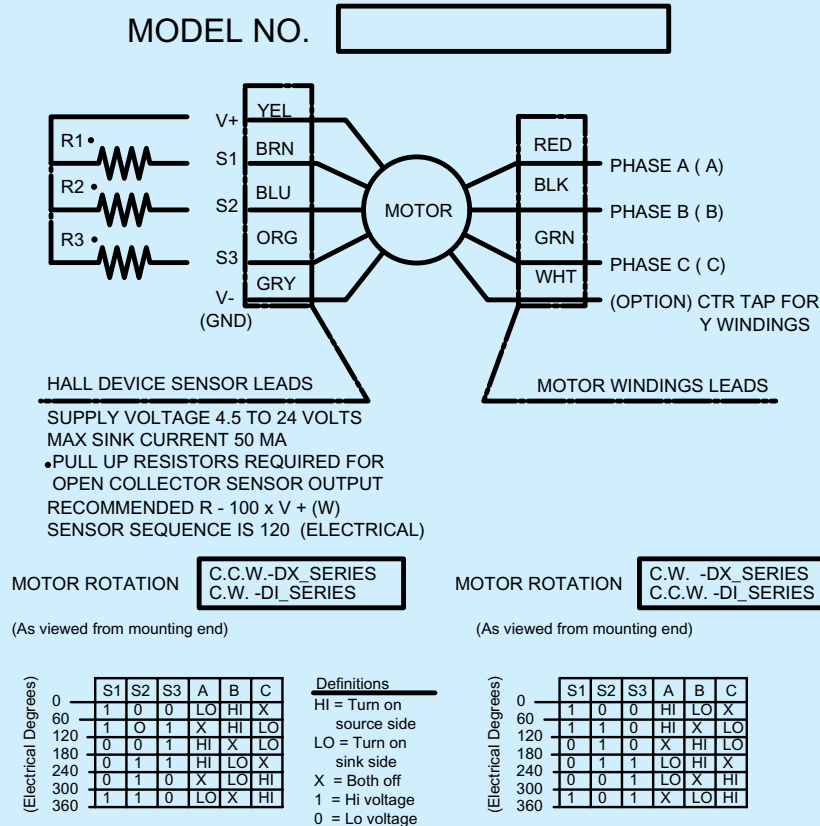 MODEL NO.
V+ YEL
R1 • S1 BRN RED PHASE A ( A)
R2 • S2 BLU MOTOR BLK PHASE B ( B)
R3 • S3 ORG GRN PHASE C ( C)
V- GRY WHT (OPTION) CTR TAP FOR
(GND) Y WINDINGS
HALL DEVICE SENSOR LEADS MOTOR WINDINGS LEADS
SUPPLY VOLTAGE 4.5 TO 24 VOLTS
MAX SINK CURRENT 50 MA
•PULL UP RESISTORS REQUIRED FOR
OPEN COLLECTOR SENSOR OUTPUT
RECOMMENDED R - 100 x V + (W)
SENSOR SEQUENCE IS 120 (ELECTRICAL)
MOTOR ROTATION
C.C.W.-DX_SERIES
C.W. -DI_SERIES
(As viewed from mounting end)
MOTOR ROTATION
C.W. -DX_SERIES
C.C.W. -DI_SERIES
(As viewed from mounting end)
(Electrical Degrees)
0
60
120
180
240
300
360
S1 S2 S3 A B C
1 0 0 LO HI X
1 O 1 X HI LO
0 0 1 HI X LO
0 1 1 HI LO X
0 1 0 X LO HI
1 1 0 LO X HI
Definitions
HI = Turn on
source side
LO = Turn on
sink side
X = Both off
1 = Hi voltage
0 = Lo voltage
(Electrical Degrees)
0
60
120
180
240
300
360
S1 S2 S3 A B C
1 0 0 HI LO X
1 1 0 HI X LO
0 1 0 X HI LO
0 1 1 LO HI X
0 0 1 LO X HI
1 0 1 X LO HI